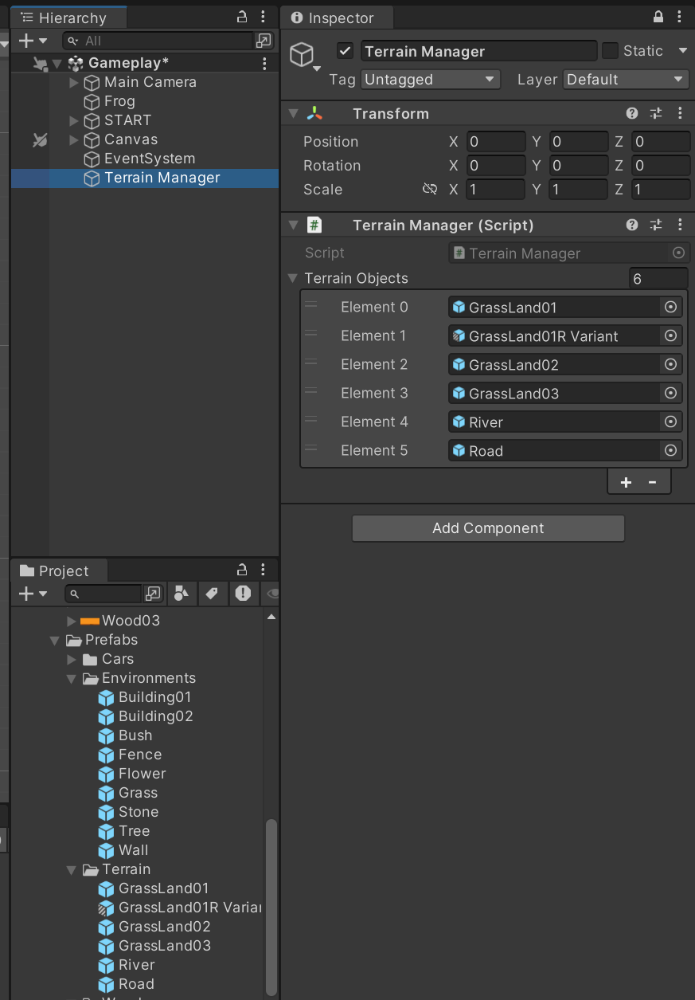 Hierarchy
All
Gameplay*
Main Camera
Frog
START
Canvas
EventSystem
Terrain Manager
Project
Wood03
Prefabs
Cars
Environments
Building01
Building02
Bush
Fence
Flower
Grass
Stone
Tree
Wall
Terrain
GrassLand01
GrassLand01R Varian
GrassLand02
GrassLand03
River
Road
Inspector
Terrain Manager Static
Tag Untagged Layer Default
Transform
Position X 0 Y 0 Z 0
Rotation X 0 Y 0 Z 0
Scale X 1 Y 1 Z 1
# Terrain Manager (Script)
Script # Terrain Manager
Terrain Objects 6
Element 0 GrassLand01
Element 1 GrassLand01R Variant
Element 2 GrassLand02
Element 3 GrassLand03
Element 4 River
Element 5 Road
+ -
Add Component